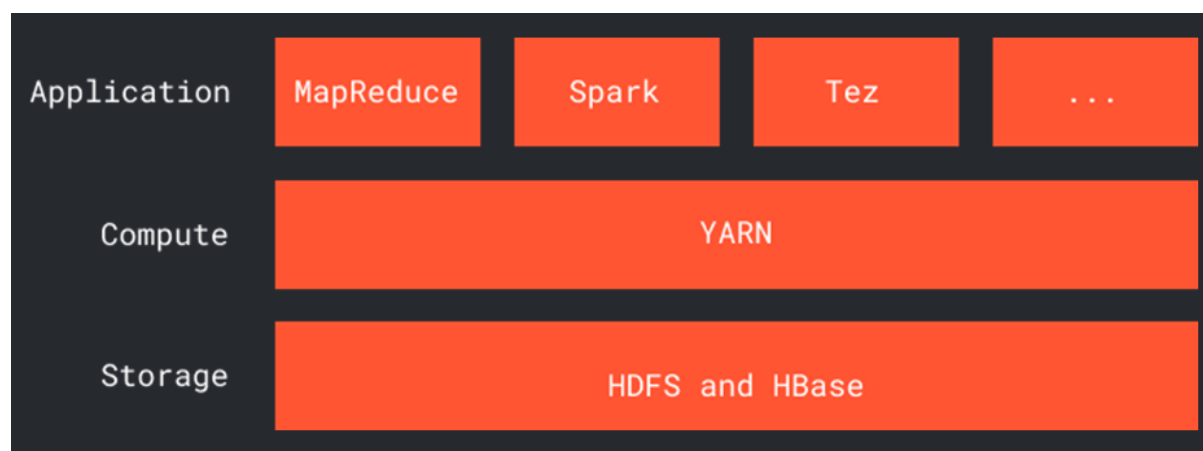 Application MapReduce Spark Tez ...
Compute YARN
Storage HDFS and HBase